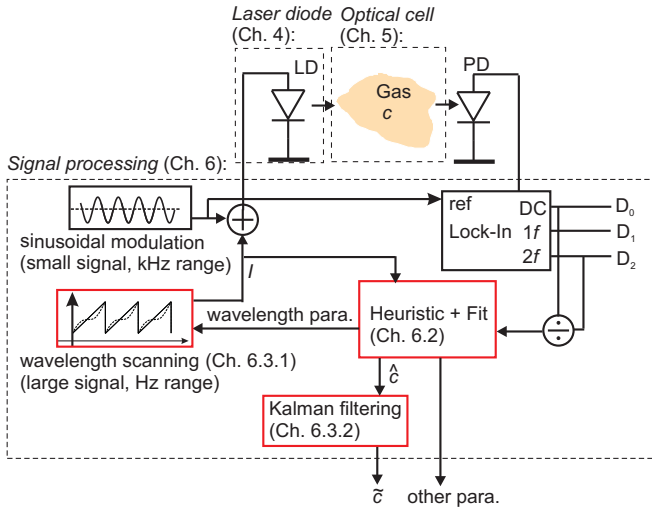 Laser diode
(Ch. 4):
Optical cell
(Ch. 5):
LD
PD
Gas
c
Signal processing (Ch. 6):
ref
DC
D0
Lock-In
1f
D1
2f
D2
sinusoidal modulation
(small signal, kHz range)
I
wavelength para.
Heuristic + Fit
(Ch. 6.2)
÷
wavelength scanning (Ch. 6.3.1)
(large signal, Hz range)
ĉ
Kalman filtering
(Ch. 6.3.2)
c̃
other para.